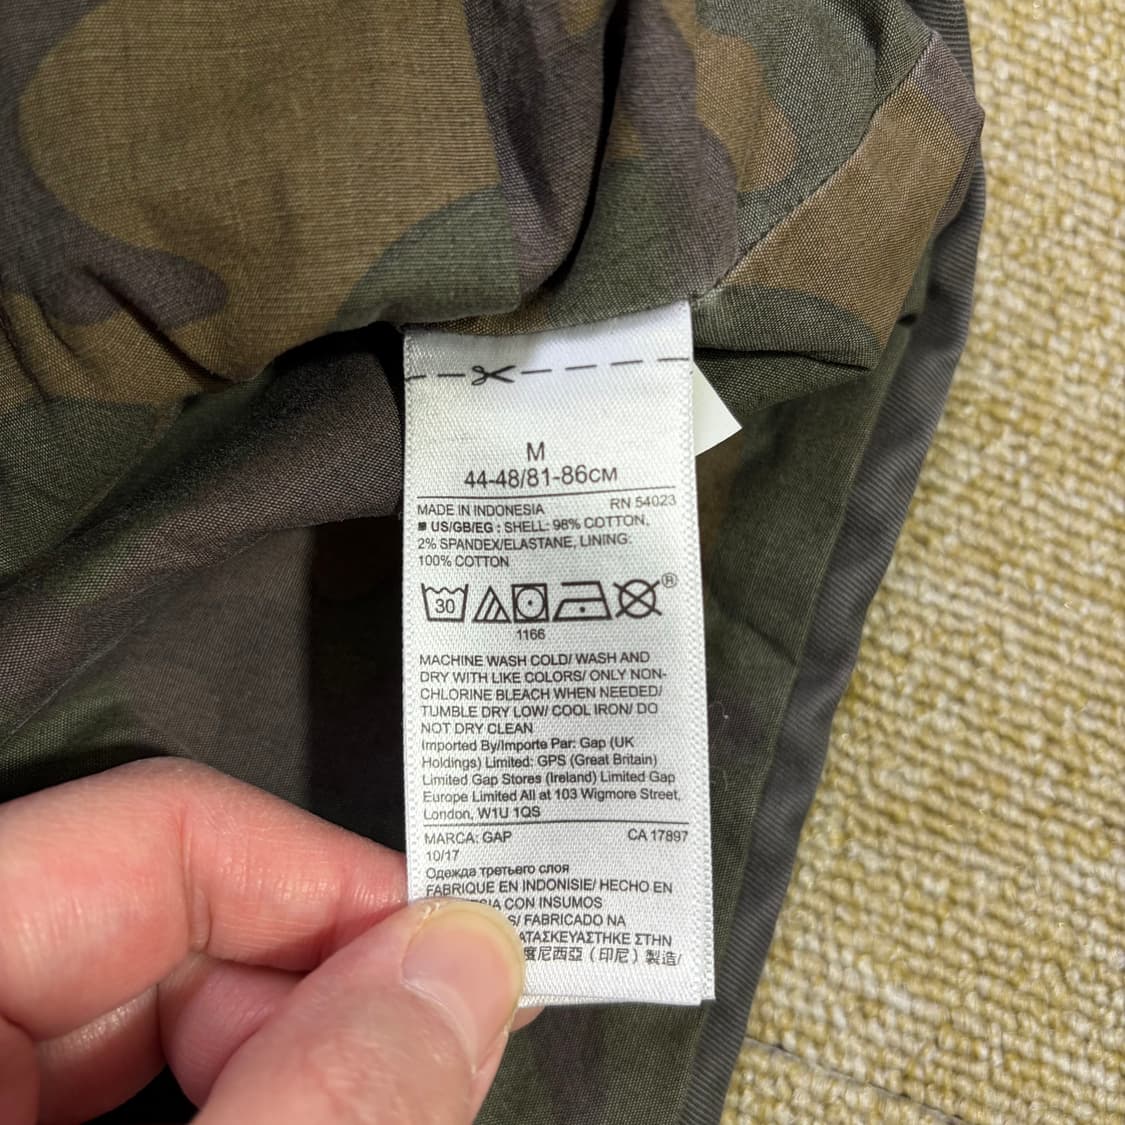 M
44-48/81-86CM
MADE IN INDONESIA RN 54023
US/GB/EG : SHELL: 98% COTTON,
2% SPANDEX/ELASTANE, LINING:
100% COTTON
30 ®
1166
MACHINE WASH COLD/ WASH AND
DRY WITH LIKE COLORS/ ONLY NON-
CHLORINE BLEACH WHEN NEEDED/
TUMBLE DRY LOW/ COOL IRON/ DO
NOT DRY CLEAN
Imported By/Importe Par: Gap (UK
Holdings) Limited: GPS (Great Britain)
Limited Gap Stores (Ireland) Limited Gap
Europe Limited All at 103 Wigmore Street,
London, W1U 1QS
MARCA: GAP CA 17897
10/17
Одежда третьего слоя
FABRIQUE EN INDONISIE/ HECHO EN
CON INSUMOS
FABRICADO NA
ΣΤΗΝ
度尼西亞(印尼)製造/